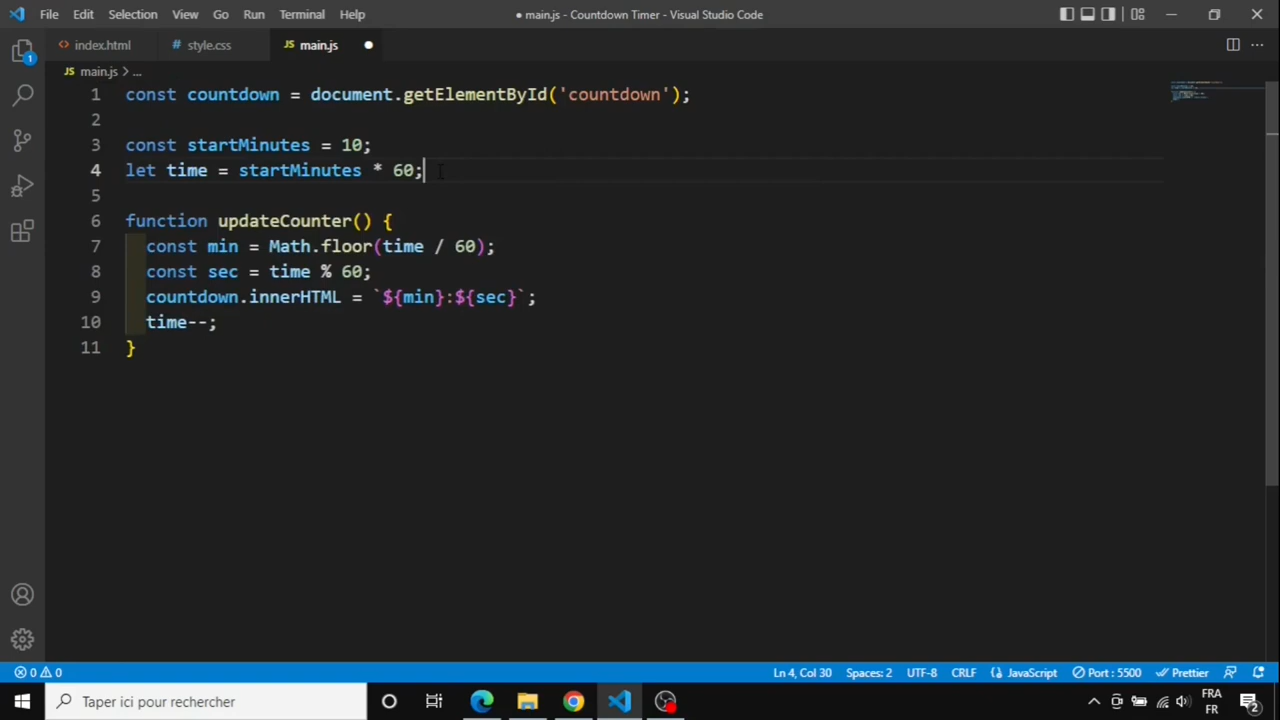 File Edit Selection View Go Run Terminal Help ● main.js - Countdown Timer - Visual Studio Code
index.html # style.css JS main.js ●
JS main.js > ...
1 const countdown = document.getElementById('countdown');
2
3 const startMinutes = 10;
4 let time = startMinutes * 60;
5
6 function updateCounter() {
7 const min = Math.floor(time / 60);
8 const sec = time % 60;
9 countdown.innerHTML = `${min}:${sec}`;
10 time--;
11 }
1
0 0 Ln 4, Col 30 Spaces: 2 UTF-8 CRLF JavaScript Port : 5500 Prettier
Taper ici pour rechercher
FRA
FR
2